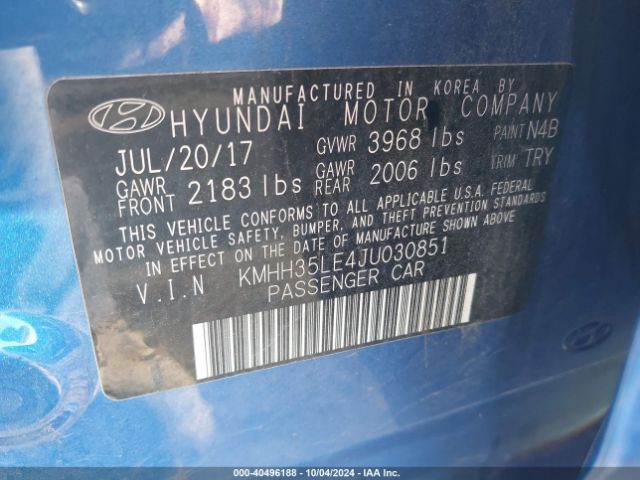 MANUFACTURED IN KOREA BY
HYUNDAI MOTOR COMPANY
JUL/20/17 GVWR 3968 lbs PAINT N4B
GAWR FRONT 2183 lbs GAWR REAR 2006 lbs TRIM TRY
THIS VEHICLE CONFORMS TO ALL APPLICABLE U.S.A. FEDERAL
MOTOR VEHICLE SAFETY, BUMPER, AND THEFT PREVENTION STANDARDS
IN EFFECT ON THE DATE OF MANUFACTURE SHOWN ABOVE
V.I.N KMHH35LE4JU030851
PASSENGER CAR
000-40496188 - 10/04/2024 - IAA Inc.